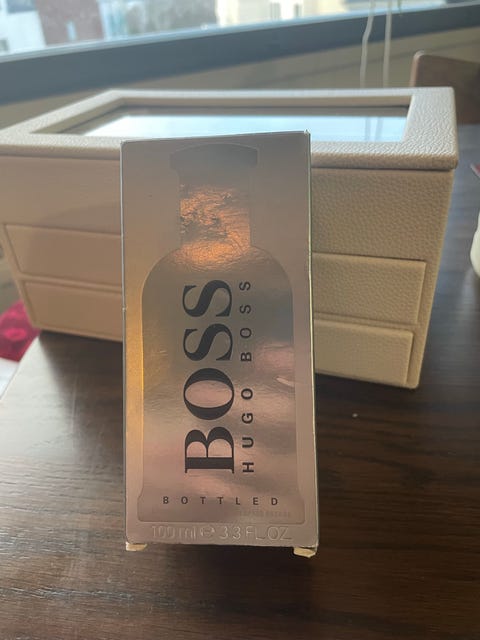 BOSS
HUGO BOSS
BOTTLED
100 ml ℮ 3.3 FL.OZ